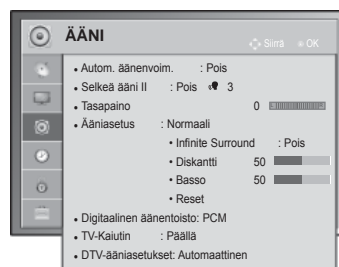 ÄÄNI
Siirrä OK
• Autom. äänenvoim. : Pois
• Selkeä ääni II : Pois 3
• Tasapaino 0
• Ääniasetus : Normaali
• Infinite Surround : Pois
• Diskantti 50
• Basso 50
• Reset
• Digitaalinen äänentoisto: PCM
• TV-Kaiutin : Päällä
• DTV-ääniasetukset: Automaattinen